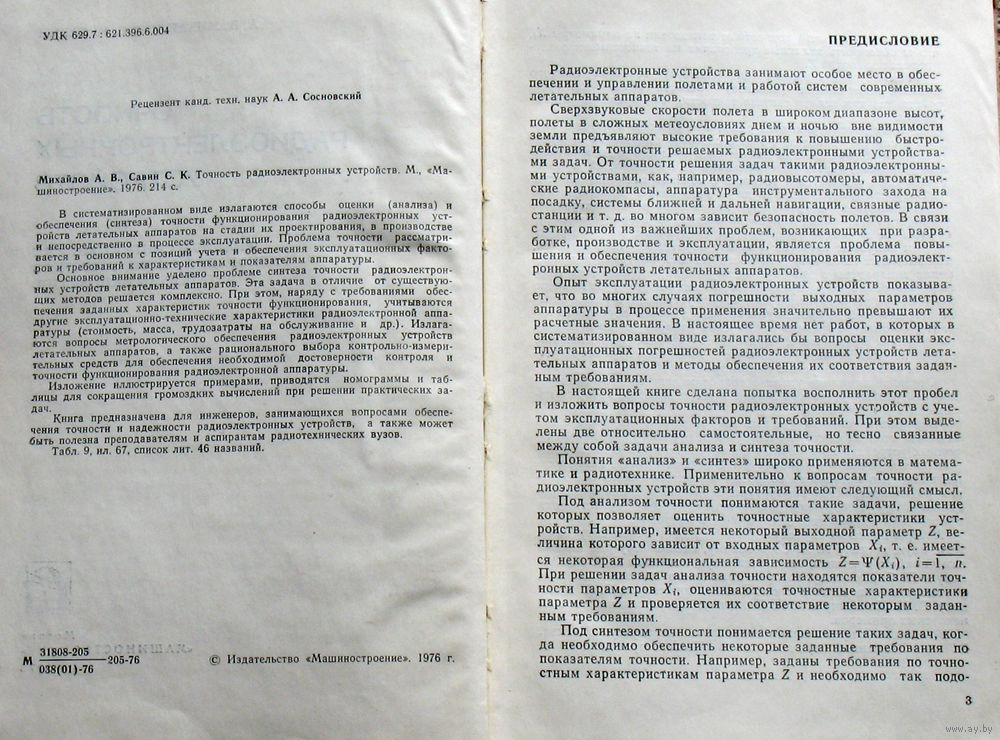 УДК 629.7 : 621.396.6.004
Рецензент канд. техн. наук А. А. Сосновский
Михайлов А. В., Савин С. К. Точность радиоэлектронных устройств. М., «Ма-
шиностроение». 1976. 214 с.
В систематизированном виде излагаются способы оценки (анализа) и
обеспечения (синтеза) точности функционирования радиоэлектронных уст-
ройств летательных аппаратов на стадии их проектирования, в производстве
и непосредственно в процессе эксплуатации. Проблема точности рассматри-
вается в основном с позиций учета и обеспечения эксплуатационных факто-
ров и требований к характеристикам и показателям аппаратуры.
Основное внимание уделено проблеме синтеза точности радиоэлектрон-
ных устройств летательных аппаратов. Эта задача в отличие от существую-
щих методов решается комплексно. При этом, наряду с требованиями обес-
печения заданных характеристик точности функционирования, учитываются
другие эксплуатационно-технические характеристики радиоэлектронной аппа-
ратуры (стоимость, масса, трудозатраты на обслуживание и др.). Излага-
ются вопросы метрологического обеспечения радиоэлектронных устройств
летательных аппаратов, а также рационального выбора контрольно-измери-
тельных средств для обеспечения необходимой достоверности контроля и
точности функционирования радиоэлектронной аппаратуры.
Изложение иллюстрируется примерами, приводятся номограммы и таб-
лицы для сокращения громоздких вычислений при решении практических за-
дач.
Книга предназначена для инженеров, занимающихся вопросами обеспе-
чения точности и надежности радиоэлектронных устройств, а также может
быть полезна преподавателям и аспирантам радиотехнических вузов.
Табл. 9, ил. 67, список лит. 46 названий.
М 31808-205
038(01)-76 205-76
© Издательство «Машиностроение». 1976 г.
ПРЕДИСЛОВИЕ
Радиоэлектронные устройства занимают особое место в обес-
печении и управлении полетами и работой систем современных
летательных аппаратов.
Сверхзвуковые скорости полета в широком диапазоне высот,
полеты в сложных метеоусловиях днем и ночью вне видимости
земли предъявляют высокие требования к повышению быстро-
действия и точности решаемых радиоэлектронными устройства-
ми задач. От точности решения задач такими радиоэлектронны-
ми устройствами, как, например, радиовысотомеры, автоматиче-
ские радиокомпасы, аппаратура инструментального захода на
посадку, системы ближней и дальней навигации, связные радио-
станции и т. д. во многом зависит безопасность полетов. В связи
с этим одной из важнейших проблем, возникающих при разра-
ботке, производстве и эксплуатации, является проблема повы-
шения и обеспечения точности функционирования радиоэлект-
ронных устройств летательных аппаратов.
Опыт эксплуатации радиоэлектронных устройств показыва-
ет, что во многих случаях погрешности выходных параметров
аппаратуры в процессе применения значительно превышают их
расчетные значения. В настоящее время нет работ, в которых в
систематизированном виде излагались бы вопросы оценки экс-
плуатационных погрешностей радиоэлектронных устройств лета-
тельных аппаратов и методы обеспечения их соответствия задан-
ным требованиям.
В настоящей книге сделана попытка восполнить этот пробел
и изложить вопросы точности радиоэлектронных устройств с уче-
том эксплуатационных факторов и требований. При этом выде-
лены две относительно самостоятельные, но тесно связанные
между собой задачи анализа и синтеза точности.
Понятия «анализ» и «синтез» широко применяются в матема-
тике и радиотехнике. Применительно к вопросам точности ра-
диоэлектронных устройств эти понятия имеют следующий смысл.
Под анализом точности понимаются такие задачи, решение
которых позволяет оценить точностные характеристики уст-
ройств. Например, имеется некоторый выходной параметр Z, ве-
личина которого зависит от входных параметров Xᵢ, т. е. имеет-
ся некоторая функциональная зависимость Z=Ψ(Xᵢ), i=1, n.
При решении задач анализа точности находятся показатели точ-
ности параметров Xᵢ, оцениваются точностные характеристики
параметра Z и проверяется их соответствие некоторым задан-
ным требованиям.
Под синтезом точности понимается решение таких задач, ког-
да необходимо обеспечить некоторые заданные требования по
показателям точности. Например, заданы требования по точно-
стным характеристикам параметра Z и необходимо так подо-
3
www.ay.by